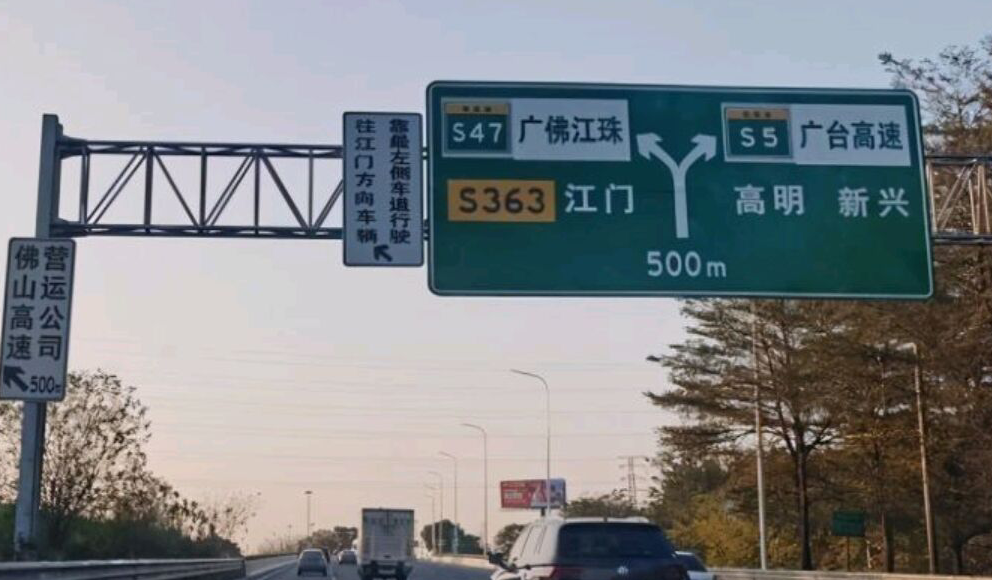 佛山高速
营运公司
500m
往江门方向车辆
靠最左侧车道行驶
S47 广佛江珠
S363 江门
S5 广台高速
高明 新兴
500m